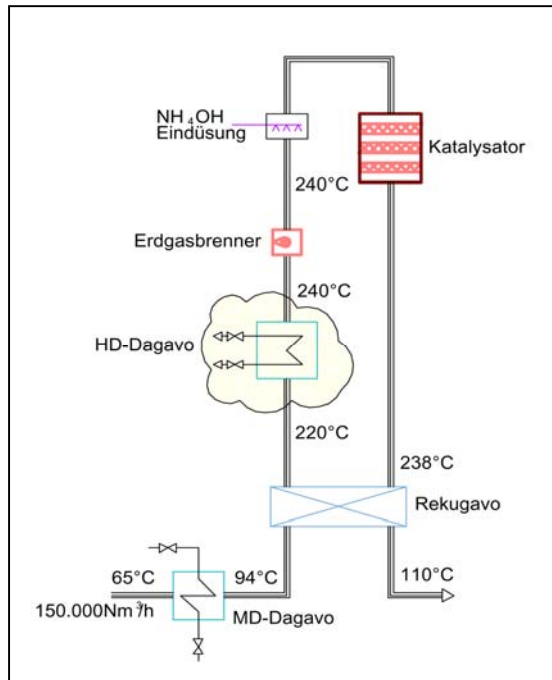 NH₄OH
Eindüsung
Katalysator
240°C
Erdgasbrenner
240°C
HD-Dagavo
220°C
238°C
Rekugavo
65°C
94°C
110°C
150.000Nm³/h
MD-Dagavo